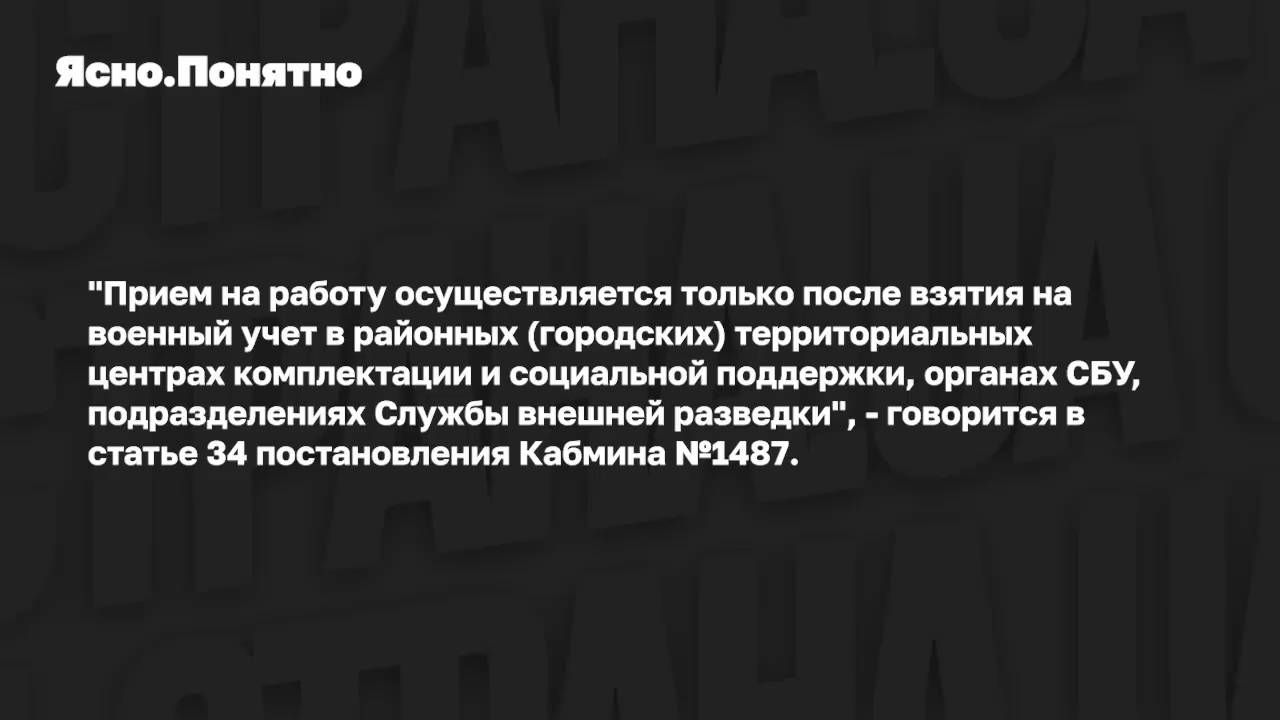 Ясно.Понятно
"Прием на работу осуществляется только после взятия на
военный учет в районных (городских) территориальных
центрах комплектации и социальной поддержки, органах СБУ,
подразделениях Службы внешней разведки", - говорится в
статье 34 постановления Кабмина №1487.